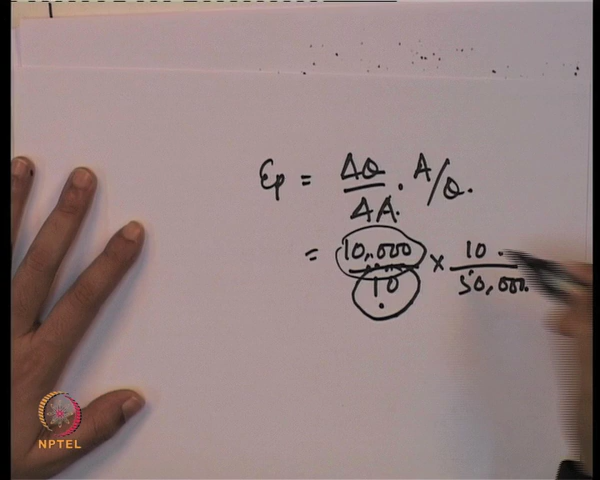 Ep = ΔQ/ΔA . A/Q.
= 10,000/10 × 10/50,000.
NPTEL